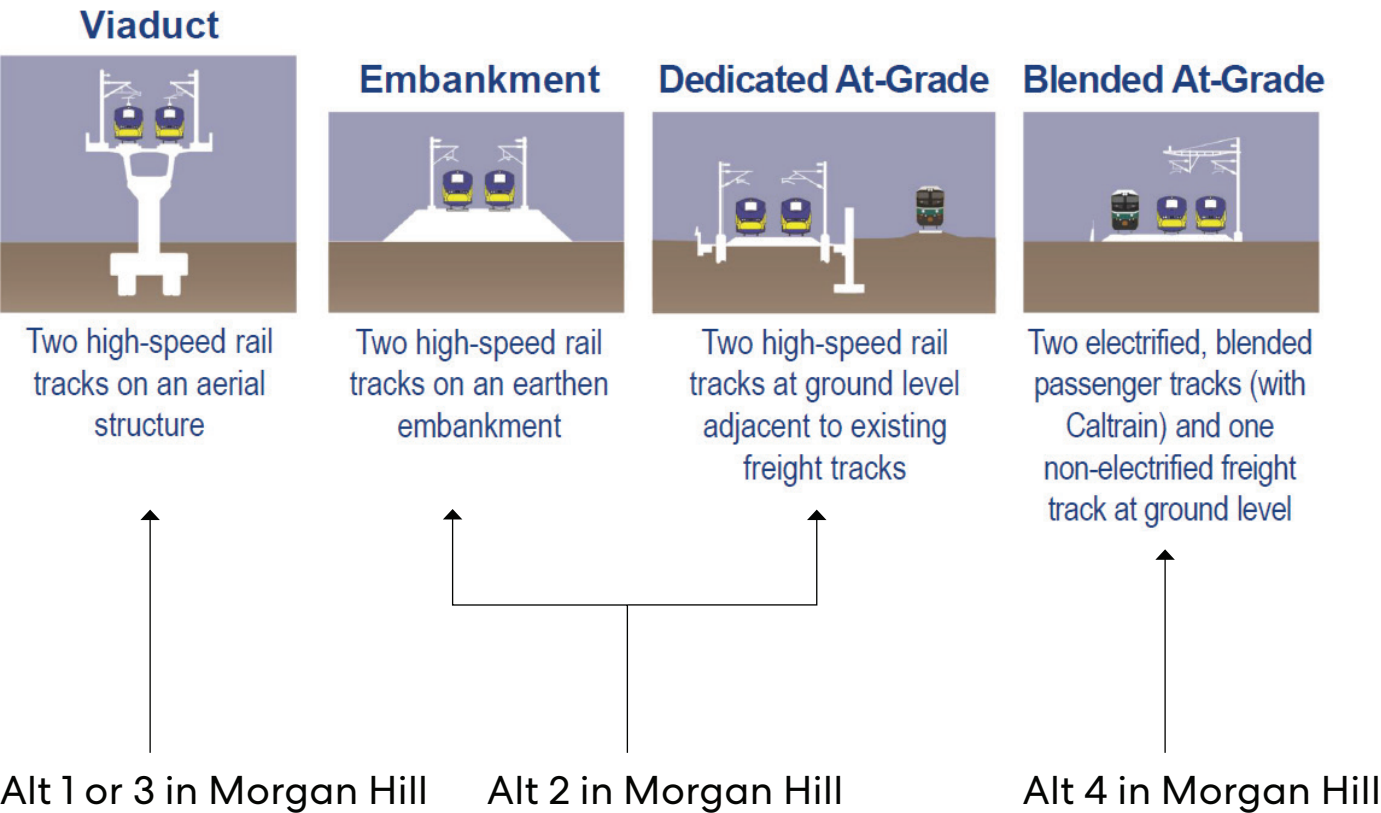 Viaduct
Embankment
Dedicated At-Grade
Blended At-Grade
Two high-speed rail
tracks on an aerial
structure
Two high-speed rail
tracks on an earthen
embankment
Two high-speed rail
tracks at ground level
adjacent to existing
freight tracks
Two electrified, blended
passenger tracks (with
Caltrain) and one
non-electrified freight
track at ground level
Alt 1 or 3 in Morgan Hill
Alt 2 in Morgan Hill
Alt 4 in Morgan Hill